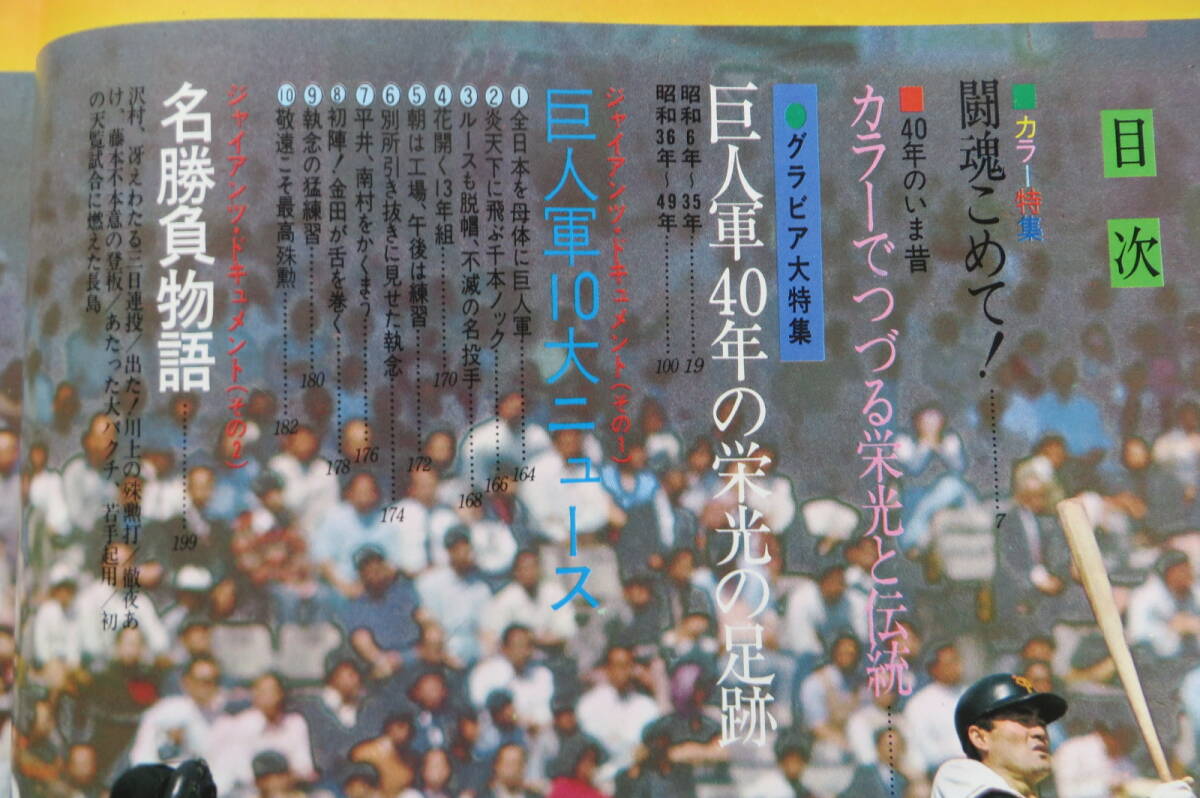 目次
■カラー特集
闘魂こめて！…………7
■40年のいま昔
カラーでつづる栄光と伝統…………
●グラビア大特集
巨人軍40年の栄光の足跡
昭和6年〜35年…………19
昭和36年〜49年…………100
ジャイアンツ・ドキュメント(その1)
巨人軍10大ニュース
①全日本を母体に巨人軍…………164
②炎天下に飛ぶ千本ノック…………166
③ルースも脱帽、不滅の名投手…………168
④花開く13年組…………170
⑤朝は工場、午後は練習…………172
⑥別所引き抜きに見せた執念…………174
⑦平井、南村をかくまう…………176
⑧初陣！金田が舌を巻く…………178
⑨執念の猛練習…………180
⑩敬遠こそ最高殊勲…………182
ジャイアンツ・ドキュメント(その2)
名勝負物語…………199
沢村、冴えわたる三日連投／出た！川上の殊勲打／徹夜あ
け、藤本不本意の登板／あたった大バクチ、若手起用／初
の天覧試合に燃えた長島